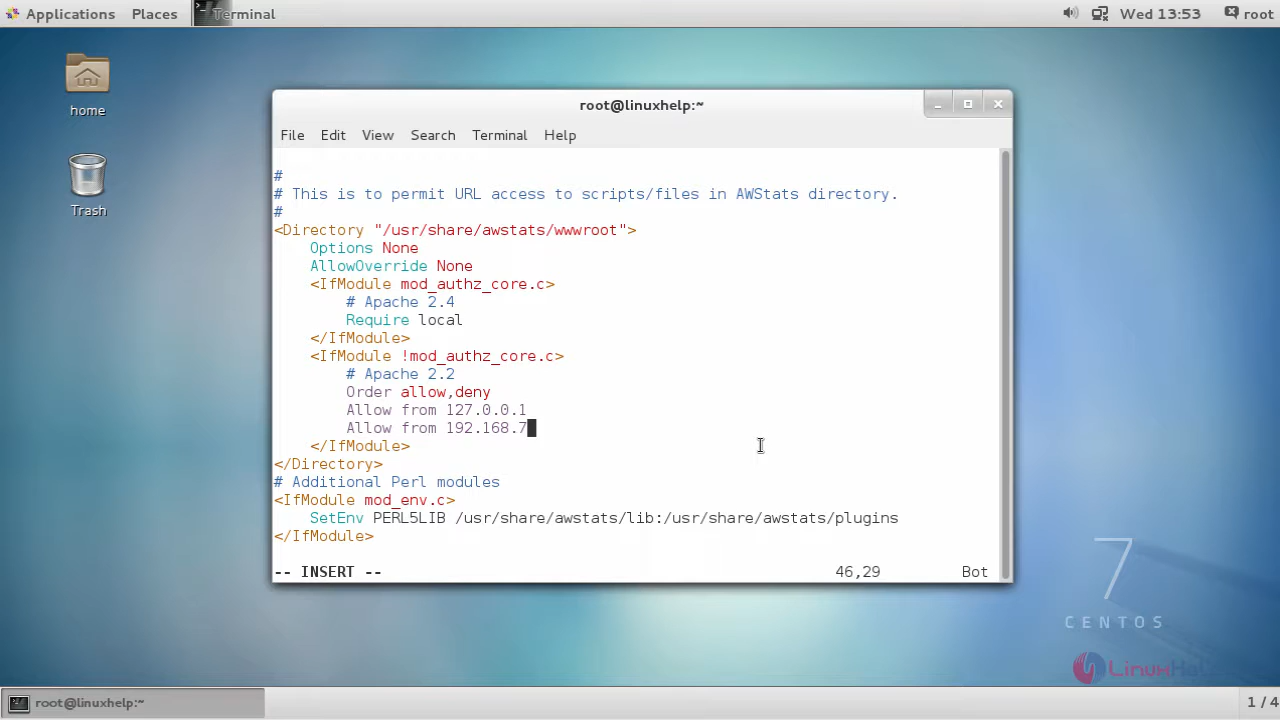 Applications Places Terminal Wed 13:53 root
home
Trash
root@linuxhelp:~
File Edit View Search Terminal Help
#
# This is to permit URL access to scripts/files in AWStats directory.
#
<Directory "/usr/share/awstats/wwwroot">
    Options None
    AllowOverride None
    <IfModule mod_authz_core.c>
        # Apache 2.4
        Require local
    </IfModule>
    <IfModule !mod_authz_core.c>
        # Apache 2.2
        Order allow,deny
        Allow from 127.0.0.1
        Allow from 192.168.7
    </IfModule>
</Directory>
# Additional Perl modules
<IfModule mod_env.c>
    SetEnv PERL5LIB /usr/share/awstats/lib:/usr/share/awstats/plugins
</IfModule>
-- INSERT -- 46,29 Bot
7
CENTOS
root@linuxhelp:~ 1 / 4